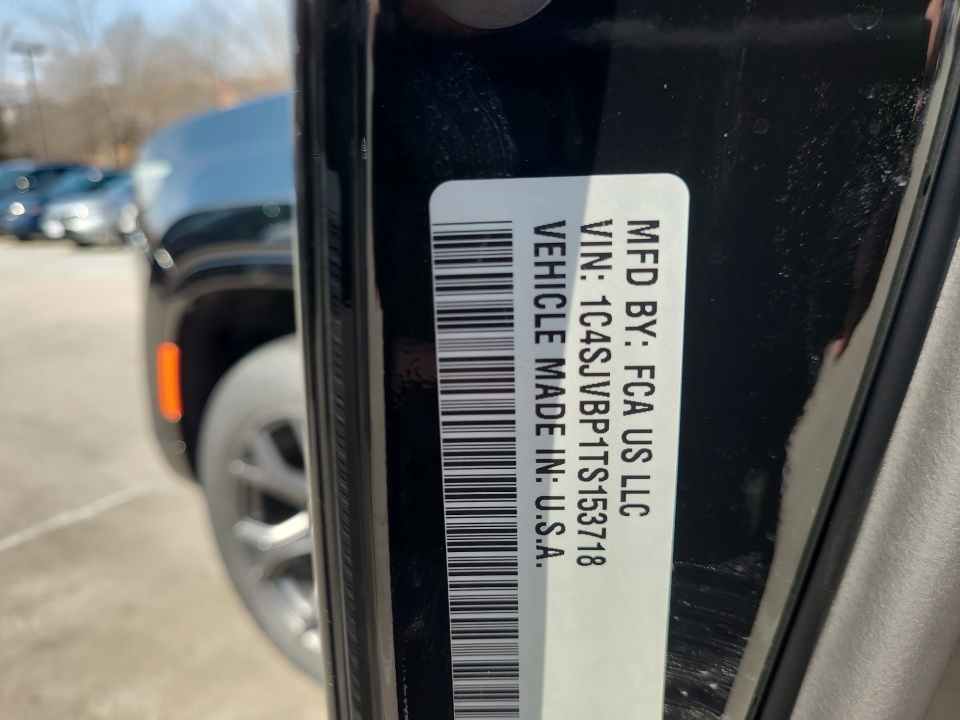 MFD BY: FCA US LLC
VIN: 1C4SJVBP1TS153718
VEHICLE MADE IN: U.S.A.